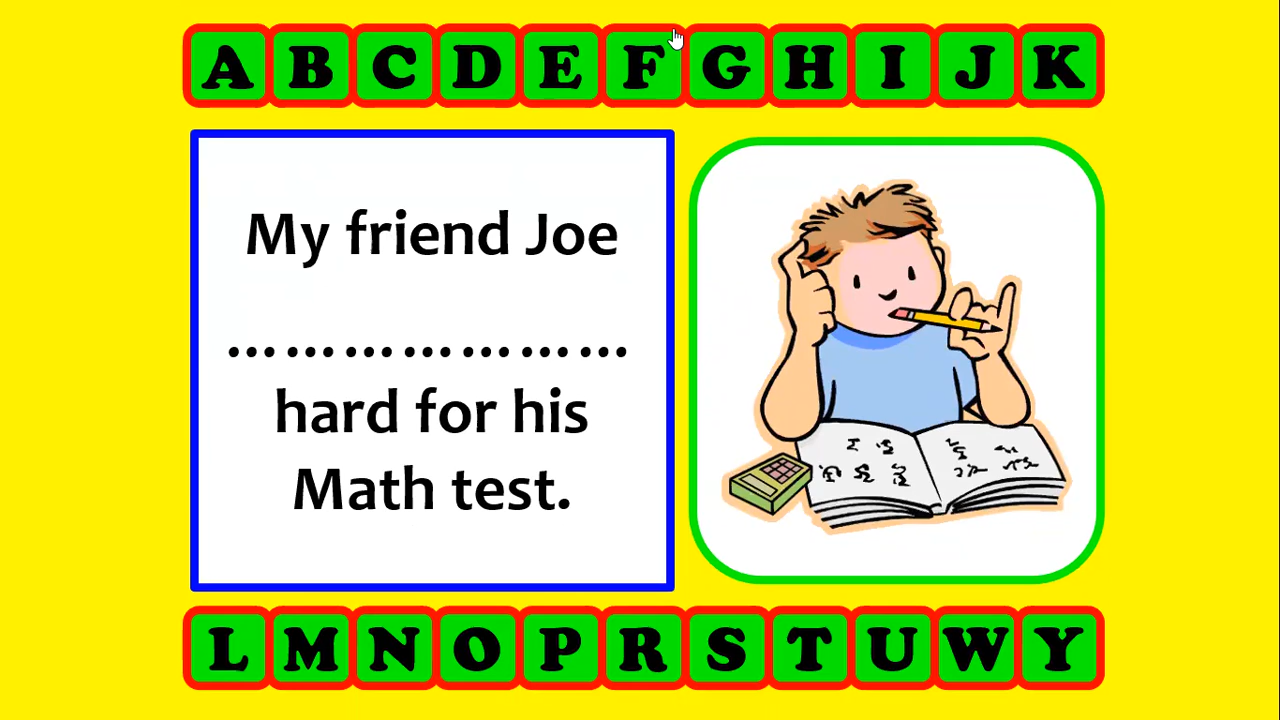 A B C D E F G H I J K
My friend Joe
…………………
hard for his
Math test.
L M N O P R S T U W Y